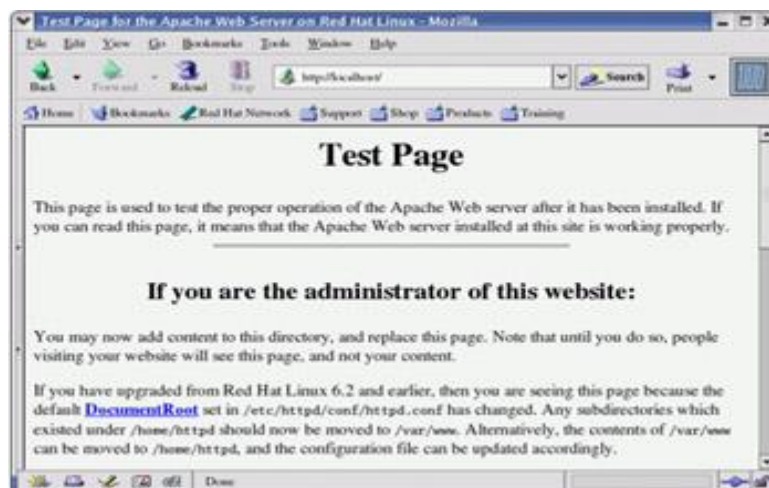 Test Page for the Apache Web Server on Red Hat Linux - Mozilla
File Edit View Go Bookmarks Tools Window Help
Back Forward Reload Stop http://localhost/ Search Print
Home Bookmarks Red Hat Network Support Shop Products Training
Test Page
This page is used to test the proper operation of the Apache Web server after it has been installed. If
you can read this page, it means that the Apache Web server installed at this site is working properly.
If you are the administrator of this website:
You may now add content to this directory, and replace this page. Note that until you do so, people
visiting your website will see this page, and not your content.
If you have upgraded from Red Hat Linux 6.2 and earlier, then you are seeing this page because the
default DocumentRoot set in /etc/httpd/conf/httpd.conf has changed. Any subdirectories which
existed under /home/httpd should now be moved to /var/www. Alternatively, the contents of /var/www
can be moved to /home/httpd, and the configuration file can be updated accordingly.
Done